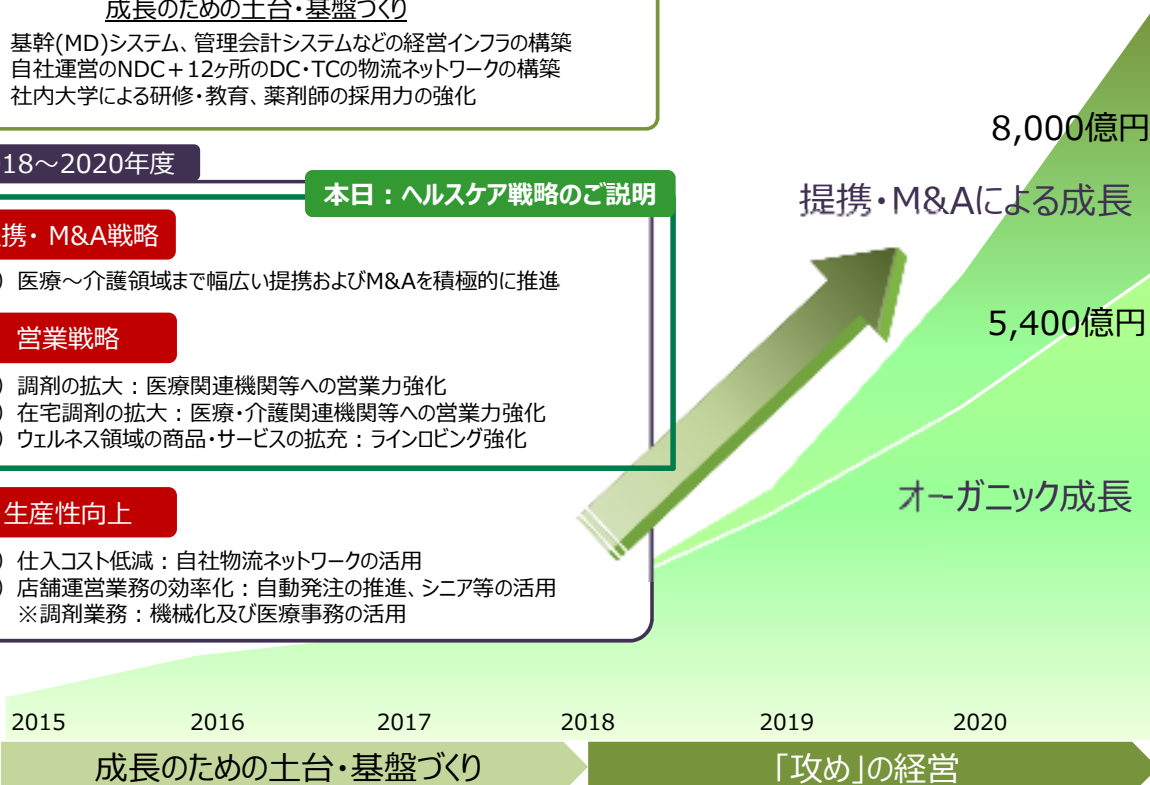 成長のための土台・基盤づくり
基幹(MD)システム、管理会計システムなどの経営インフラの構築
自社運営のNDC＋12ヶ所のDC・TCの物流ネットワークの構築
社内大学による研修・教育、薬剤師の採用力の強化
18～2020年度
本日：ヘルスケア戦略のご説明
携・M&A戦略
) 医療～介護領域まで幅広い提携およびM&Aを積極的に推進
営業戦略
) 調剤の拡大：医療関連機関等への営業力強化
) 在宅調剤の拡大：医療・介護関連機関等への営業力強化
) ウェルネス領域の商品・サービスの拡充：ラインロビング強化
生産性向上
) 仕入コスト低減：自社物流ネットワークの活用
) 店舗運営業務の効率化：自動発注の推進、シニア等の活用
※調剤業務：機械化及び医療事務の活用
8,000億円
提携・M&Aによる成長
5,400億円
オーガニック成長
2015 2016 2017 2018 2019 2020
成長のための土台・基盤づくり 「攻め」の経営